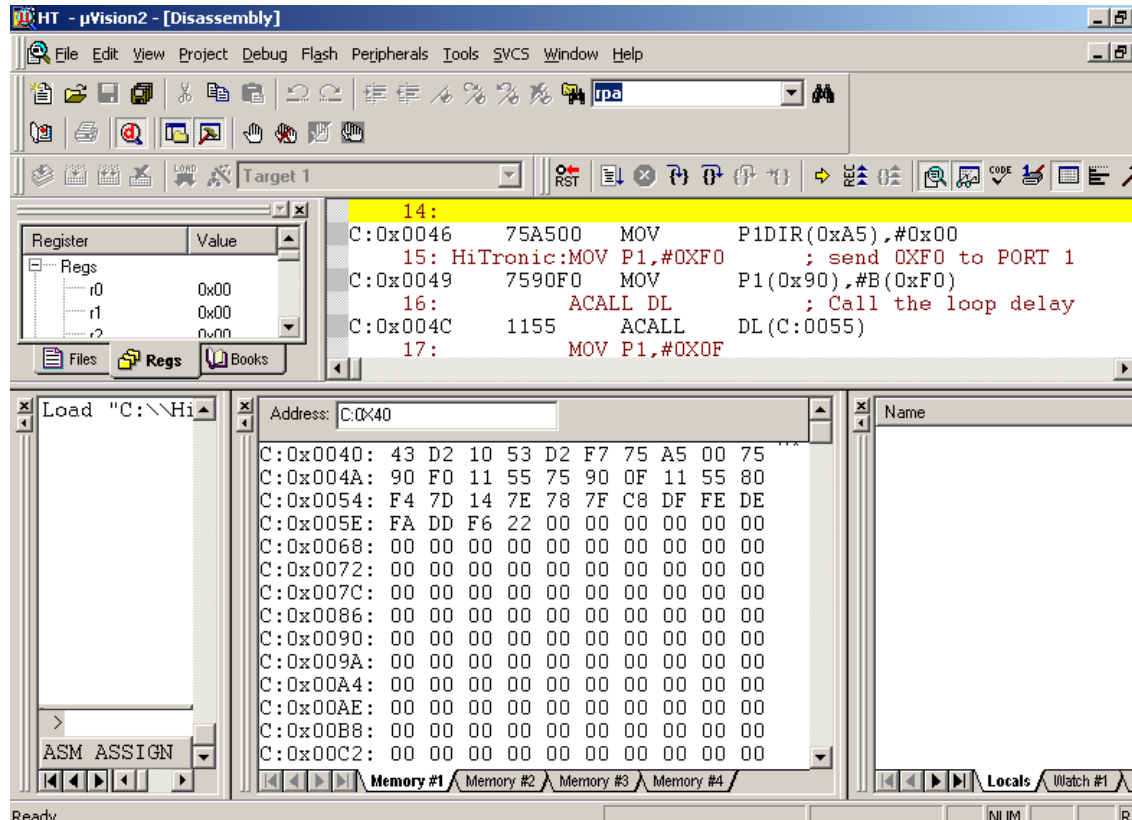 HT - µVision2 - [Disassembly]
File Edit View Project Debug Flash Peripherals Tools SVCS Window Help
rpa
LOAD Target 1 RST CODE
Register Value
Regs
r0 0x00
r1 0x00
r2 0x00
Files Regs Books
14:
C:0x0046 75A500 MOV P1DIR(0xA5),#0x00
15: HiTronic:MOV P1,#0XF0 ; send 0XF0 to PORT 1
C:0x0049 7590F0 MOV P1(0x90),#B(0xF0)
16: ACALL DL ; Call the loop delay
C:0x004C 1155 ACALL DL(C:0055)
17: MOV P1,#0X0F
Load "C:\\Hi
>
ASM ASSIGN
Address: C:0X40
C:0x0040: 43 D2 10 53 D2 F7 75 A5 00 75
C:0x004A: 90 F0 11 55 75 90 0F 11 55 80
C:0x0054: F4 7D 14 7E 78 7F C8 DF FE DE
C:0x005E: FA DD F6 22 00 00 00 00 00 00
C:0x0068: 00 00 00 00 00 00 00 00 00 00
C:0x0072: 00 00 00 00 00 00 00 00 00 00
C:0x007C: 00 00 00 00 00 00 00 00 00 00
C:0x0086: 00 00 00 00 00 00 00 00 00 00
C:0x0090: 00 00 00 00 00 00 00 00 00 00
C:0x009A: 00 00 00 00 00 00 00 00 00 00
C:0x00A4: 00 00 00 00 00 00 00 00 00 00
C:0x00AE: 00 00 00 00 00 00 00 00 00 00
C:0x00B8: 00 00 00 00 00 00 00 00 00 00
C:0x00C2: 00 00 00 00 00 00 00 00 00 00
Memory #1 Memory #2 Memory #3 Memory #4
Name
Locals Watch #1
Ready NUM R